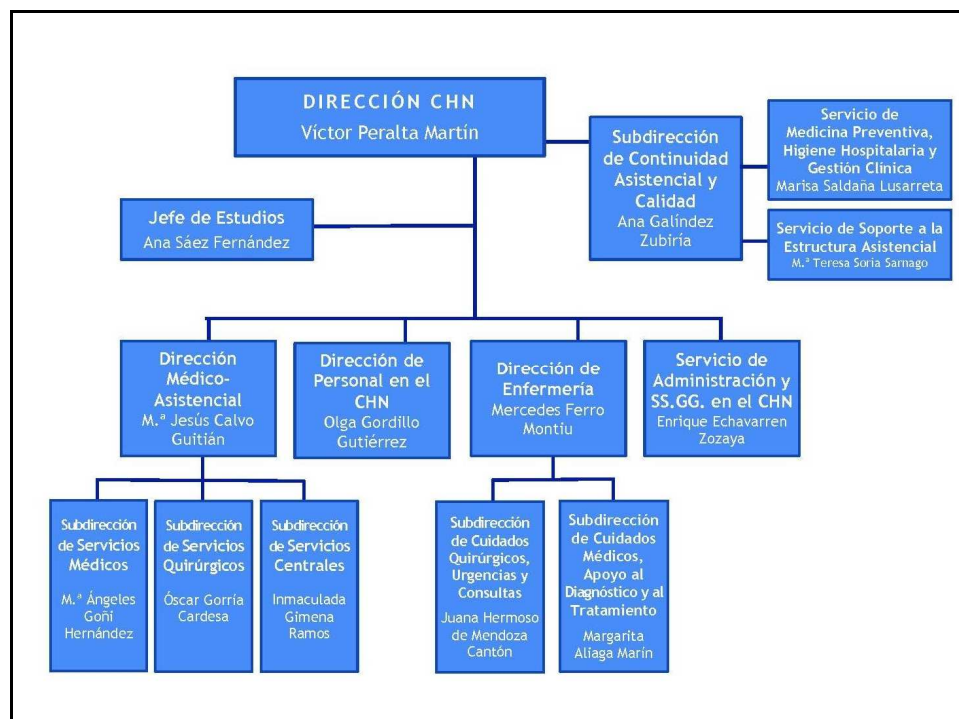 DIRECCIÓN CHN
Víctor Peralta Martín
Subdirección
de Continuidad
Asistencial y
Calidad
Ana Galíndez
Zubiría
Servicio de
Medicina Preventiva,
Higiene Hospitalaria y
Gestión Clínica
Marisa Saldaña Lusarreta
Servicio de Soporte a la
Estructura Asistencial
M.ª Teresa Soria Sarnago
Jefe de Estudios
Ana Sáez Fernández
Dirección
Médico-
Asistencial
M.ª Jesús Calvo
Guitián
Dirección de
Personal en el
CHN
Olga Gordillo
Gutiérrez
Dirección de
Enfermería
Mercedes Ferro
Montiu
Servicio de
Administración y
SS.GG. en el CHN
Enrique Echavarren
Zozaya
Subdirección
de Servicios
Médicos
M.ª Ángeles
Goñi
Hernández
Subdirección
de Servicios
Quirúrgicos
Óscar Gorría
Cardesa
Subdirección
de Servicios
Centrales
Inmaculada
Gimena
Ramos
Subdirección
de Cuidados
Quirúrgicos,
Urgencias y
Consultas
Juana Hermoso
de Mendoza
Cantón
Subdirección
de Cuidados
Médicos,
Apoyo al
Diagnóstico y al
Tratamiento
Margarita
Aliaga Marín